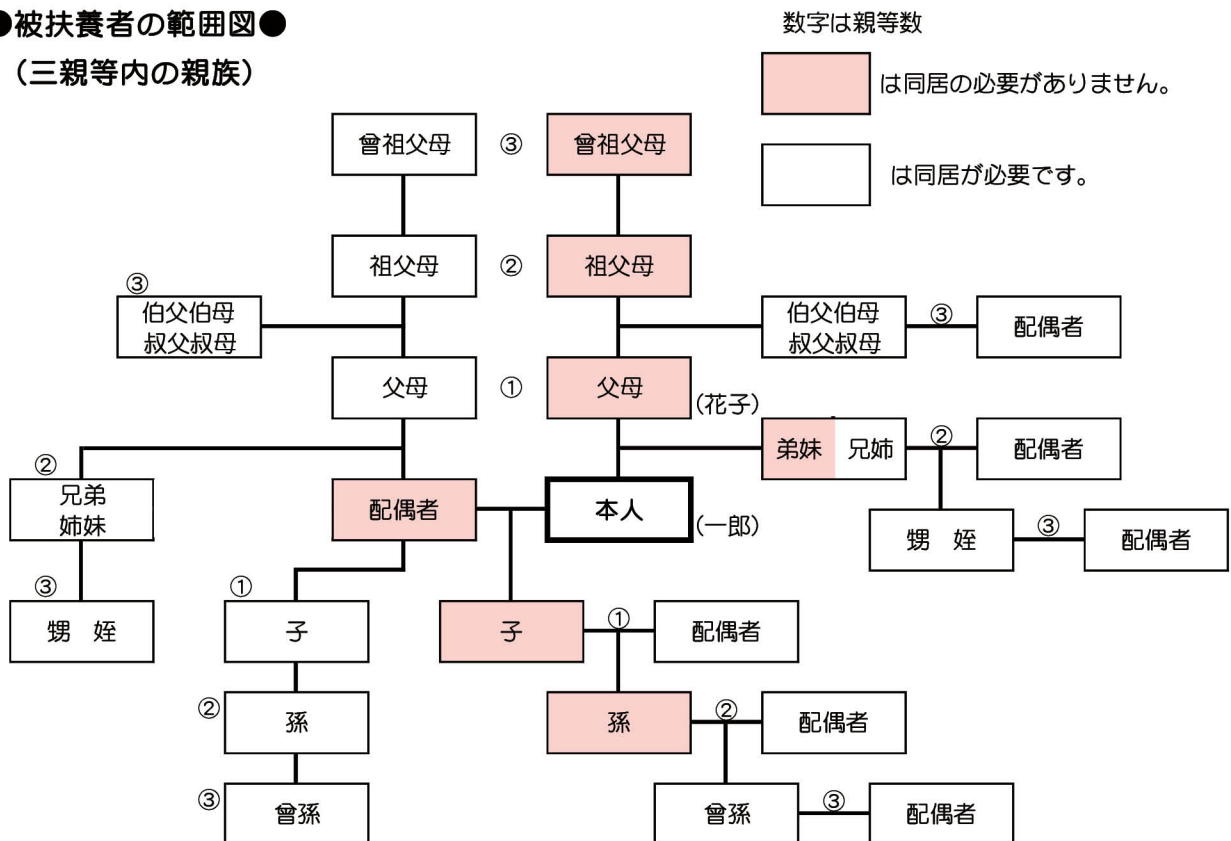 ●被扶養者の範囲図●
（三親等内の親族）
数字は親等数
は同居の必要がありません。
は同居が必要です。
曾祖父母
③
曾祖父母
祖父母
②
祖父母
③
伯父伯母
叔父叔母
伯父伯母
叔父叔母
③
配偶者
父母
①
父母
(花子)
弟妹
兄姉
②
配偶者
②
兄弟
姉妹
配偶者
本人
(一郎)
甥　姪
③
配偶者
③
甥　姪
①
子
子
①
配偶者
②
孫
孫
②
配偶者
③
曾孫
曾孫
③
配偶者